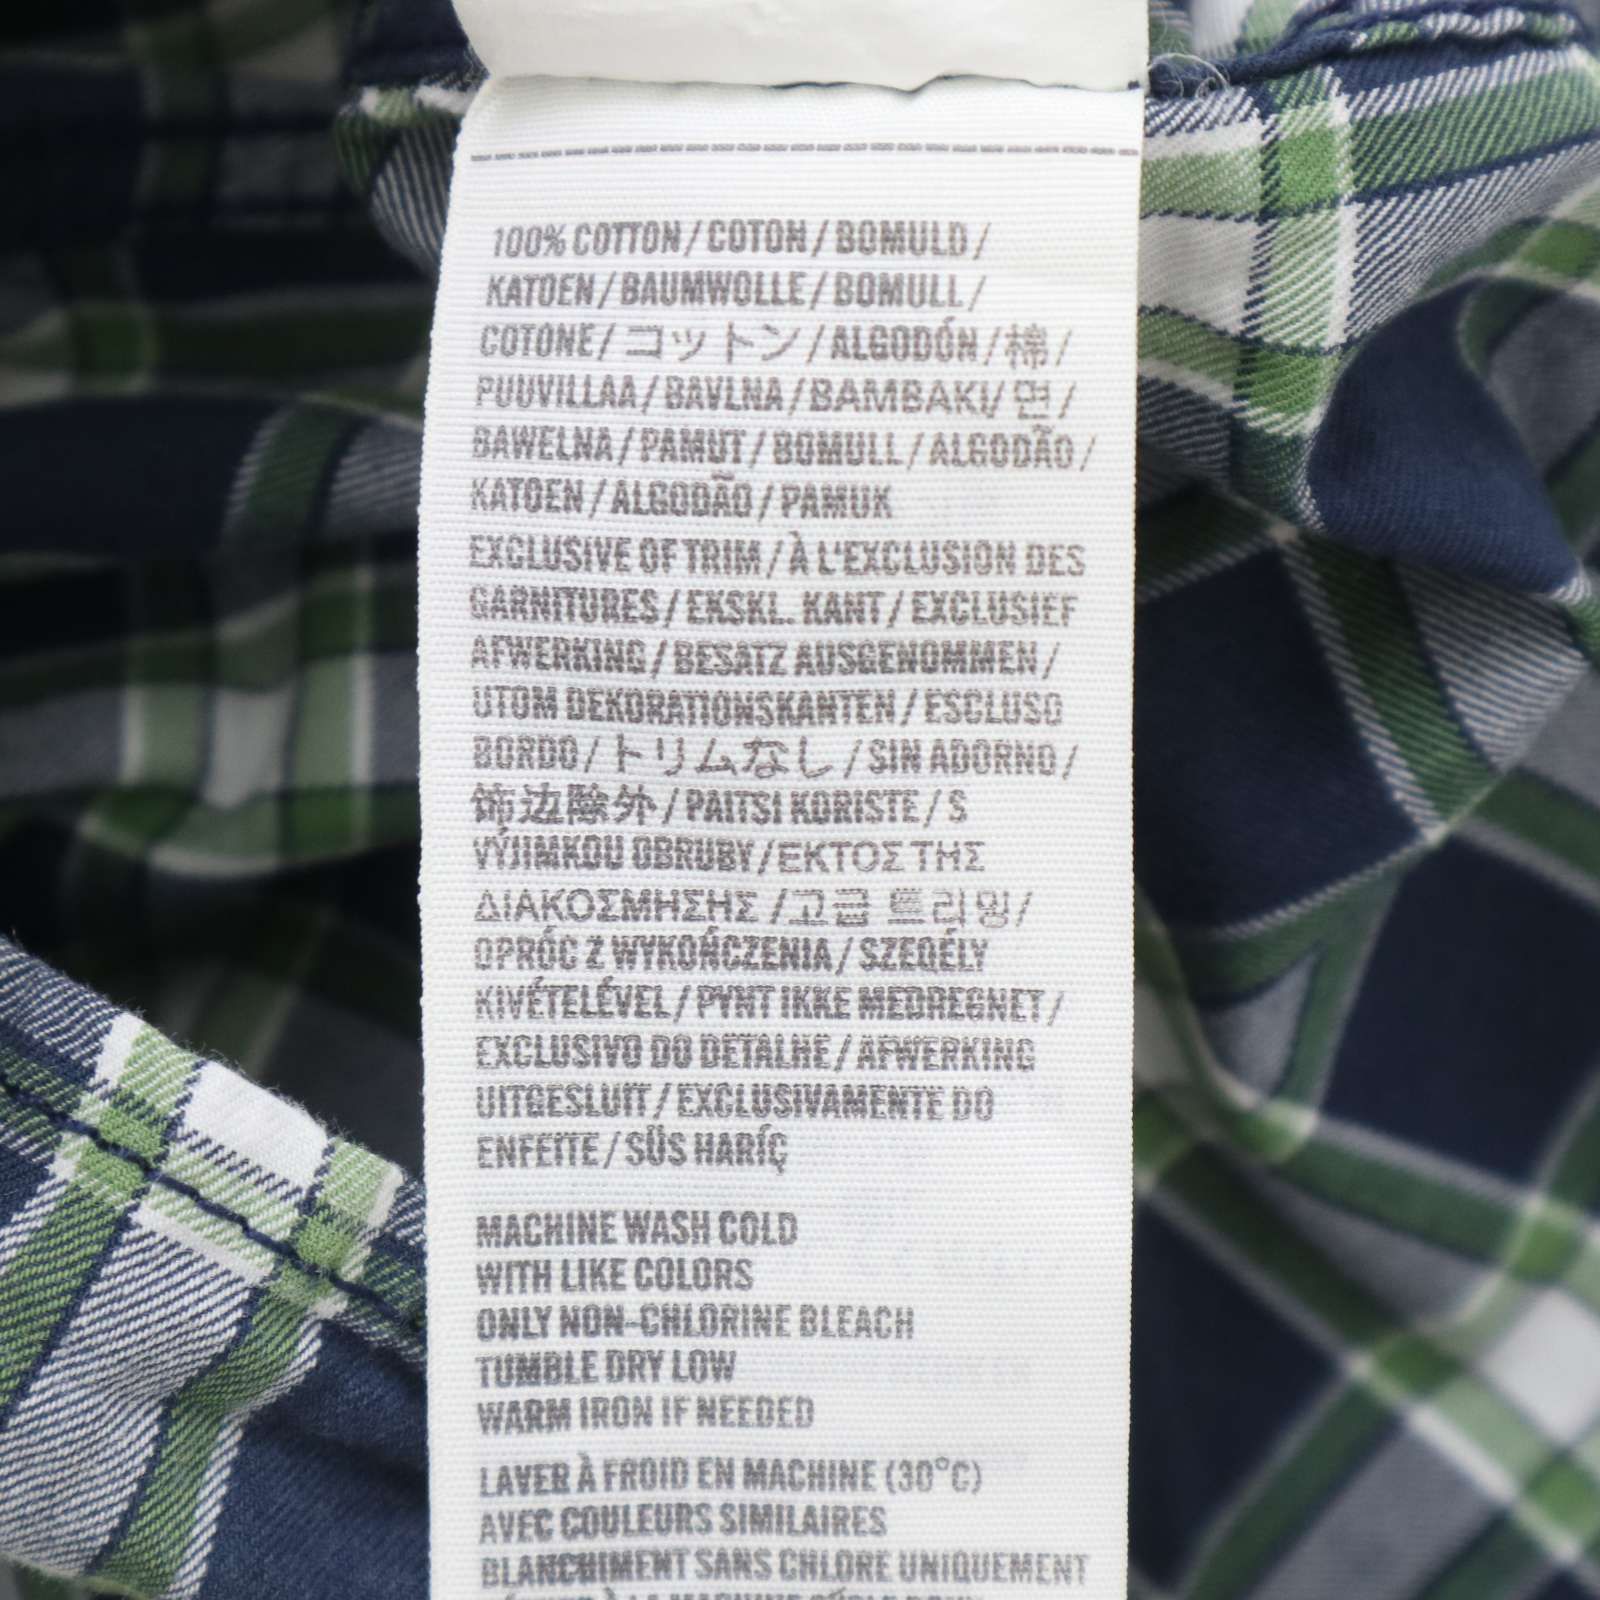 100% COTTON / COTON / BOMULD /
KATOEN / BAUMWOLLE / BOMULL /
COTONE / コットン / ALGODÓN / 棉 /
PUUVILLAA / BAVLNA / BAMBAKI / 면 /
BAWELNA / PAMUT / BOMULL / ALGODÃO /
KATOEN / ALGODÃO / PAMUK
EXCLUSIVE OF TRIM / À L'EXCLUSION DES
GARNITURES / EKSKL. KANT / EXCLUSIEF
AFWERKING / BESATZ AUSGENOMMEN /
UTOM DEKORATIONSKANTEN / ESCLUSO
BORDO / トリムなし / SIN ADORNO /
饰边除外 / PAITSI KORISTE / S
VÝJIMKOU OBRUBY / ΕΚΤΟΣ ΤΗΣ
ΔΙΑΚΟΣΜΗΣΗΣ / 고급 트리밍 /
OPRÓC Z WYKOŃCZENIA / SZEQÉLY
KIVÉTELÉVEL / PYNT IKKE MEDREGNET /
EXCLUSIVO DO DETALHE / AFWERKING
UITGESLUIT / EXCLUSIVAMENTE DO
ENFEITE / SÜS HARÍÇ
MACHINE WASH COLD
WITH LIKE COLORS
ONLY NON-CHLORINE BLEACH
TUMBLE DRY LOW
WARM IRON IF NEEDED
LAVER À FROID EN MACHINE (30°C)
AVEC COULEURS SIMILAIRES
BLANCHIMENT SANS CHLORE UNIQUEMENT